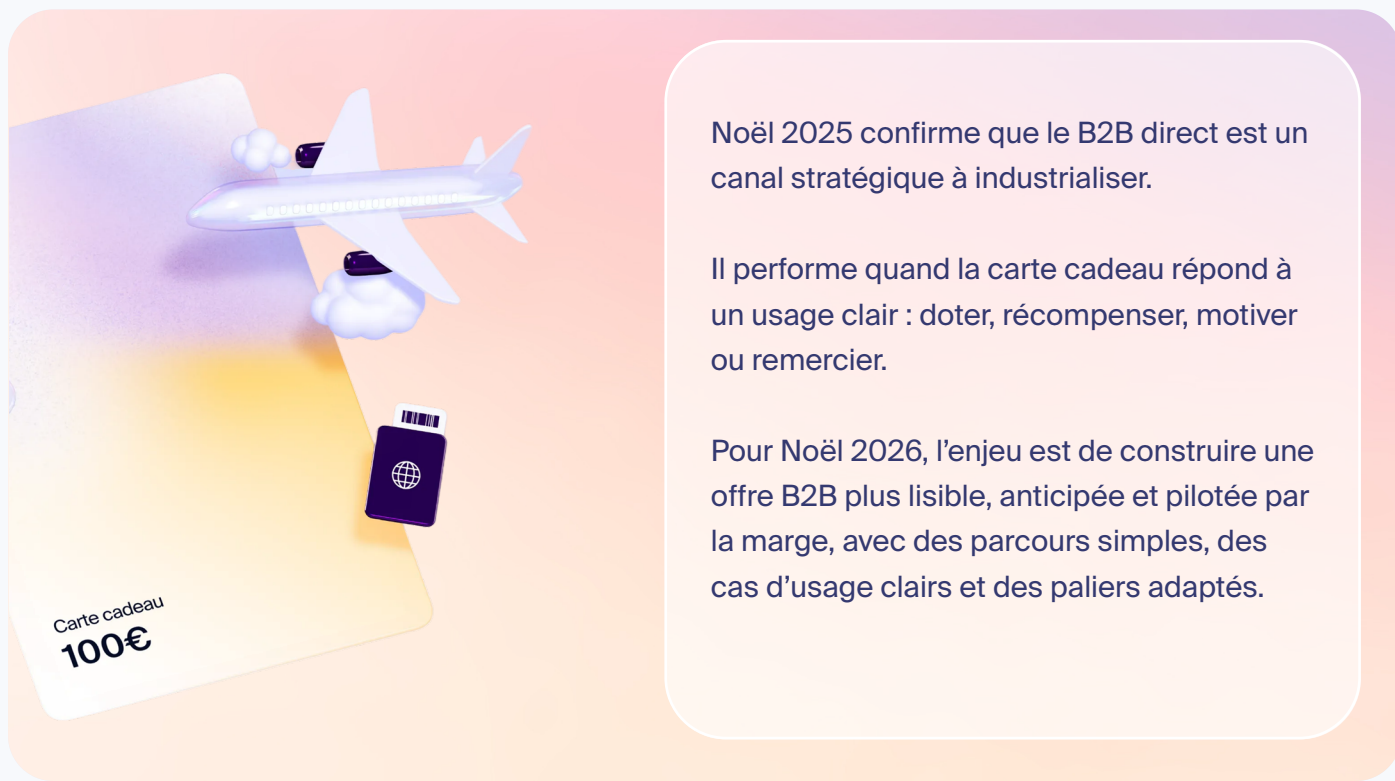 Carte cadeau
100€
Noël 2025 confirme que le B2B direct est un
canal stratégique à industrialiser.
Il performe quand la carte cadeau répond à
un usage clair : doter, récompenser, motiver
ou remercier.
Pour Noël 2026, l’enjeu est de construire une
offre B2B plus lisible, anticipée et pilotée par
la marge, avec des parcours simples, des
cas d’usage clairs et des paliers adaptés.